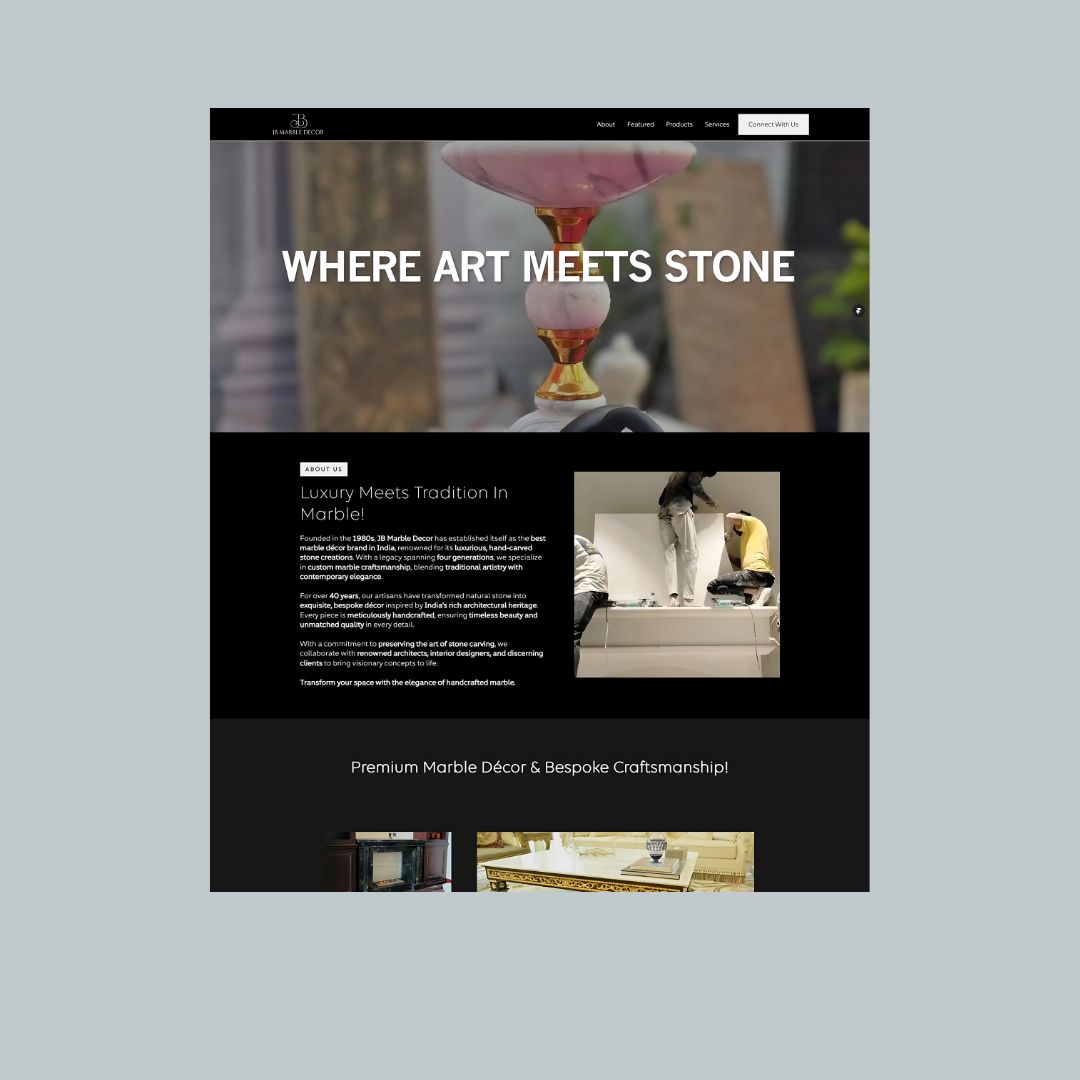 JB
JB MARBLE DECOR
About Featured Products Services Connect With Us
WHERE ART MEETS STONE
ABOUT US
Luxury Meets Tradition In
Marble!
Founded in the 1980s, JB Marble Decor has established itself as the best
marble décor brand in India, renowned for its luxurious, hand-carved
stone creations. With a legacy spanning four generations, we specialize
in custom marble craftsmanship, blending traditional artistry with
contemporary elegance.
For over 40 years, our artisans have transformed natural stone into
exquisite, bespoke décor inspired by India's rich architectural heritage.
Every piece is meticulously handcrafted, ensuring timeless beauty and
unmatched quality in every detail.
With a commitment to preserving the art of stone carving, we
collaborate with renowned architects, interior designers, and discerning
clients to bring visionary concepts to life.
Transform your space with the elegance of handcrafted marble.
Premium Marble Décor & Bespoke Craftsmanship!